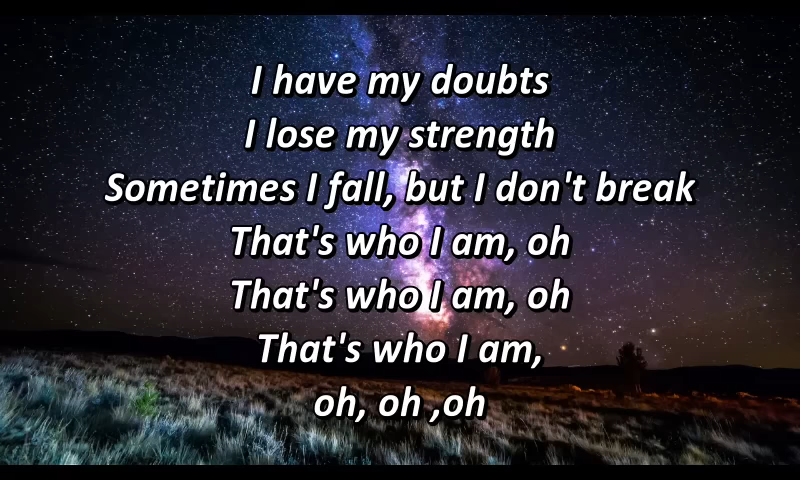 I have my doubts
I lose my strength
Sometimes I fall, but I don't break
That's who I am, oh
That's who I am, oh
That's who I am,
oh, oh ,oh